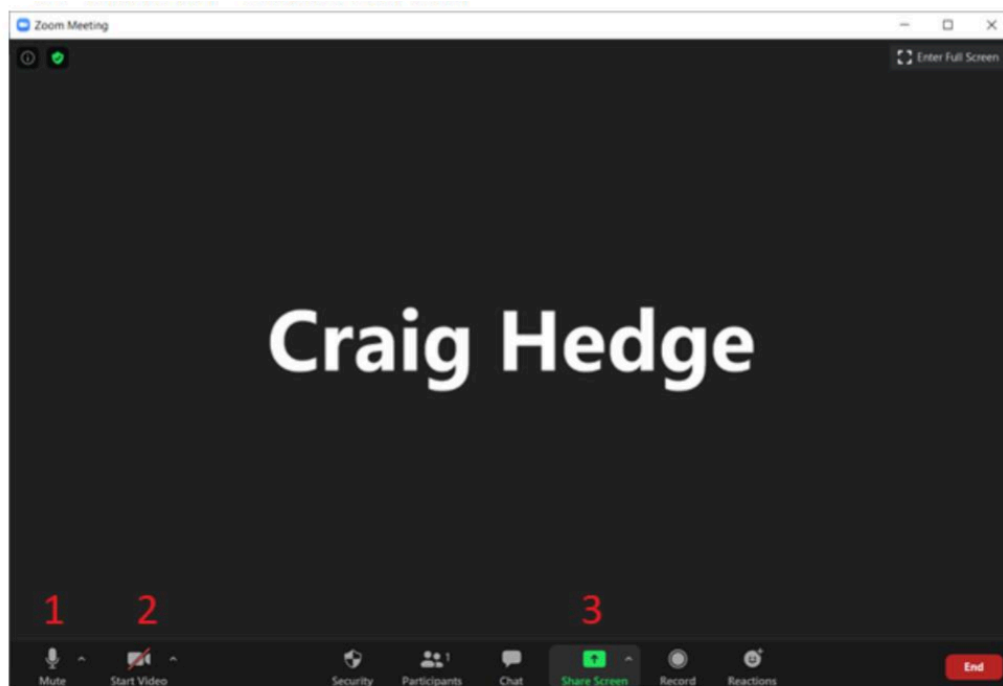 Zoom Meeting
Enter Full Screen
Craig Hedge
1 2 3
1
Mute Start Video Security Participants Chat Share Screen Record Reactions End